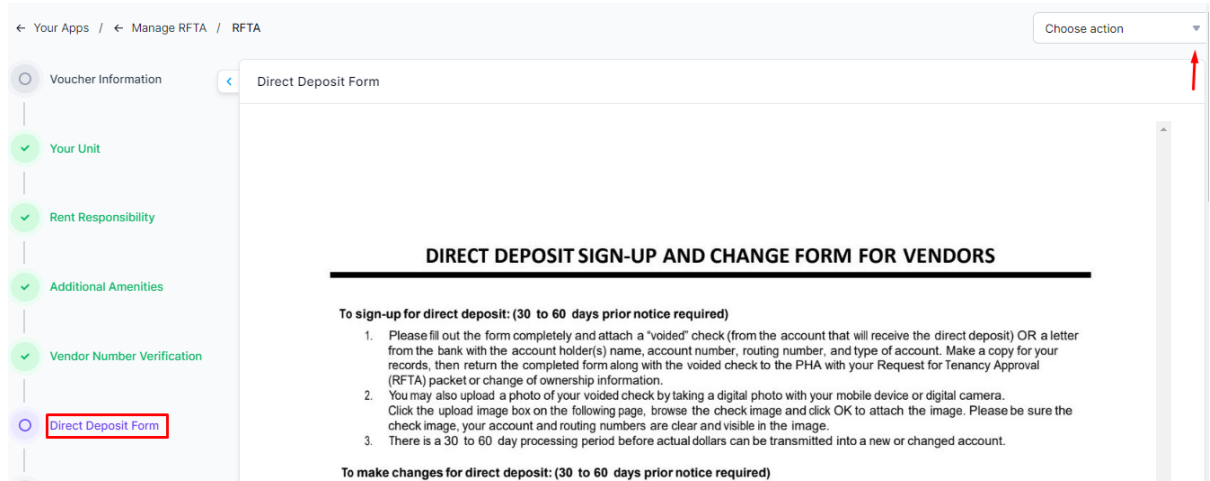 ← Your Apps / ← Manage RFTA / RFTA
Choose action
Voucher Information
Direct Deposit Form
Your Unit
Rent Responsibility
DIRECT DEPOSIT SIGN-UP AND CHANGE FORM FOR VENDORS
Additional Amenities
To sign-up for direct deposit: (30 to 60 days prior notice required)
1. Please fill out the form completely and attach a “voided” check (from the account that will receive the direct deposit) OR a letter
from the bank with the account holder(s) name, account number, routing number, and type of account. Make a copy for your
records, then return the completed form along with the voided check to the PHA with your Request for Tenancy Approval
(RFTA) packet or change of ownership information.
Vendor Number Verification
2. You may also upload a photo of your voided check by taking a digital photo with your mobile device or digital camera.
Click the upload image box on the following page, browse the check image and click OK to attach the image. Please be sure the
check image, your account and routing numbers are clear and visible in the image.
3. There is a 30 to 60 day processing period before actual dollars can be transmitted into a new or changed account.
Direct Deposit Form
To make changes for direct deposit: (30 to 60 days prior notice required)